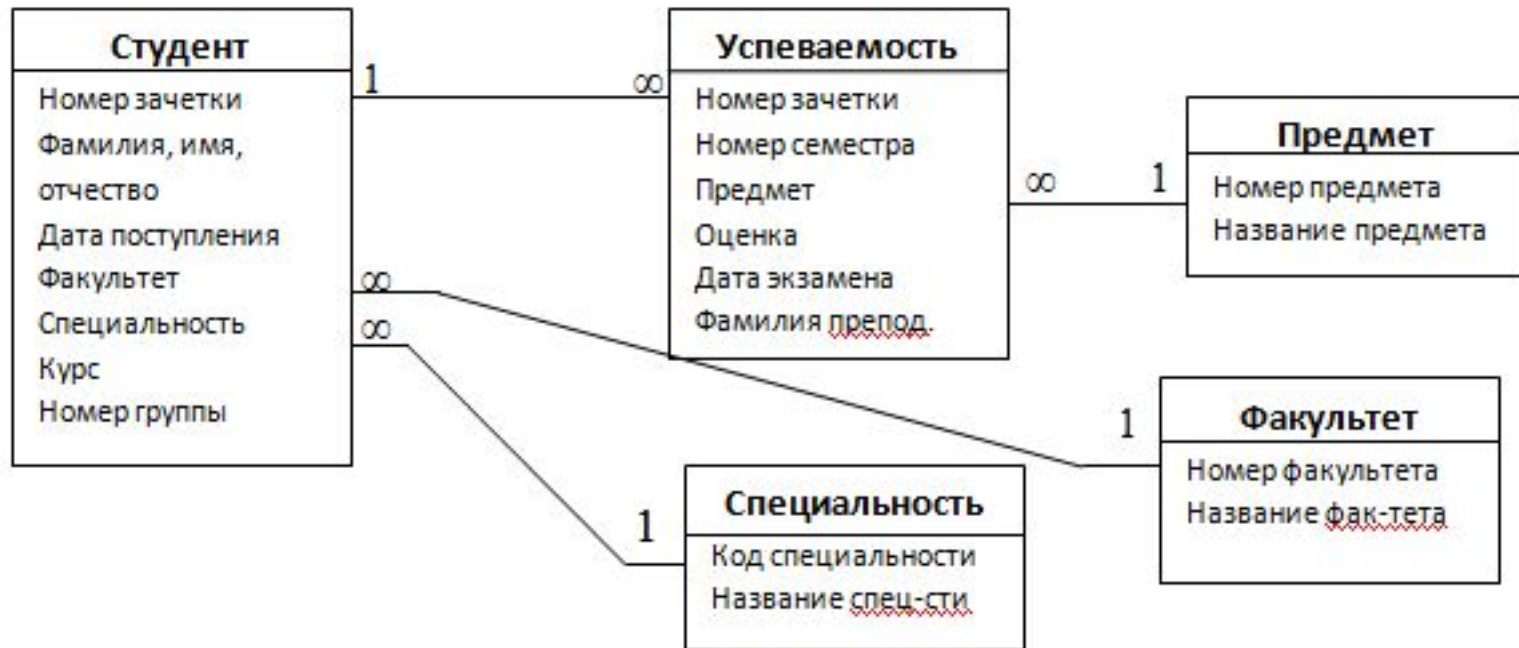 Студент
1
Номер зачетки
Фамилия, имя,
отчество
Дата поступления
Факультет
∞
Специальность
∞
Курс
Номер группы
Успеваемость
∞
Номер зачетки
Номер семестра
Предмет
Оценка
Дата экзамена
Фамилия препод.
∞ 1
Предмет
Номер предмета
Название предмета
1
Факультет
Номер факультета
Название фак-тета
1
Специальность
Код специальности
Название спец-сти